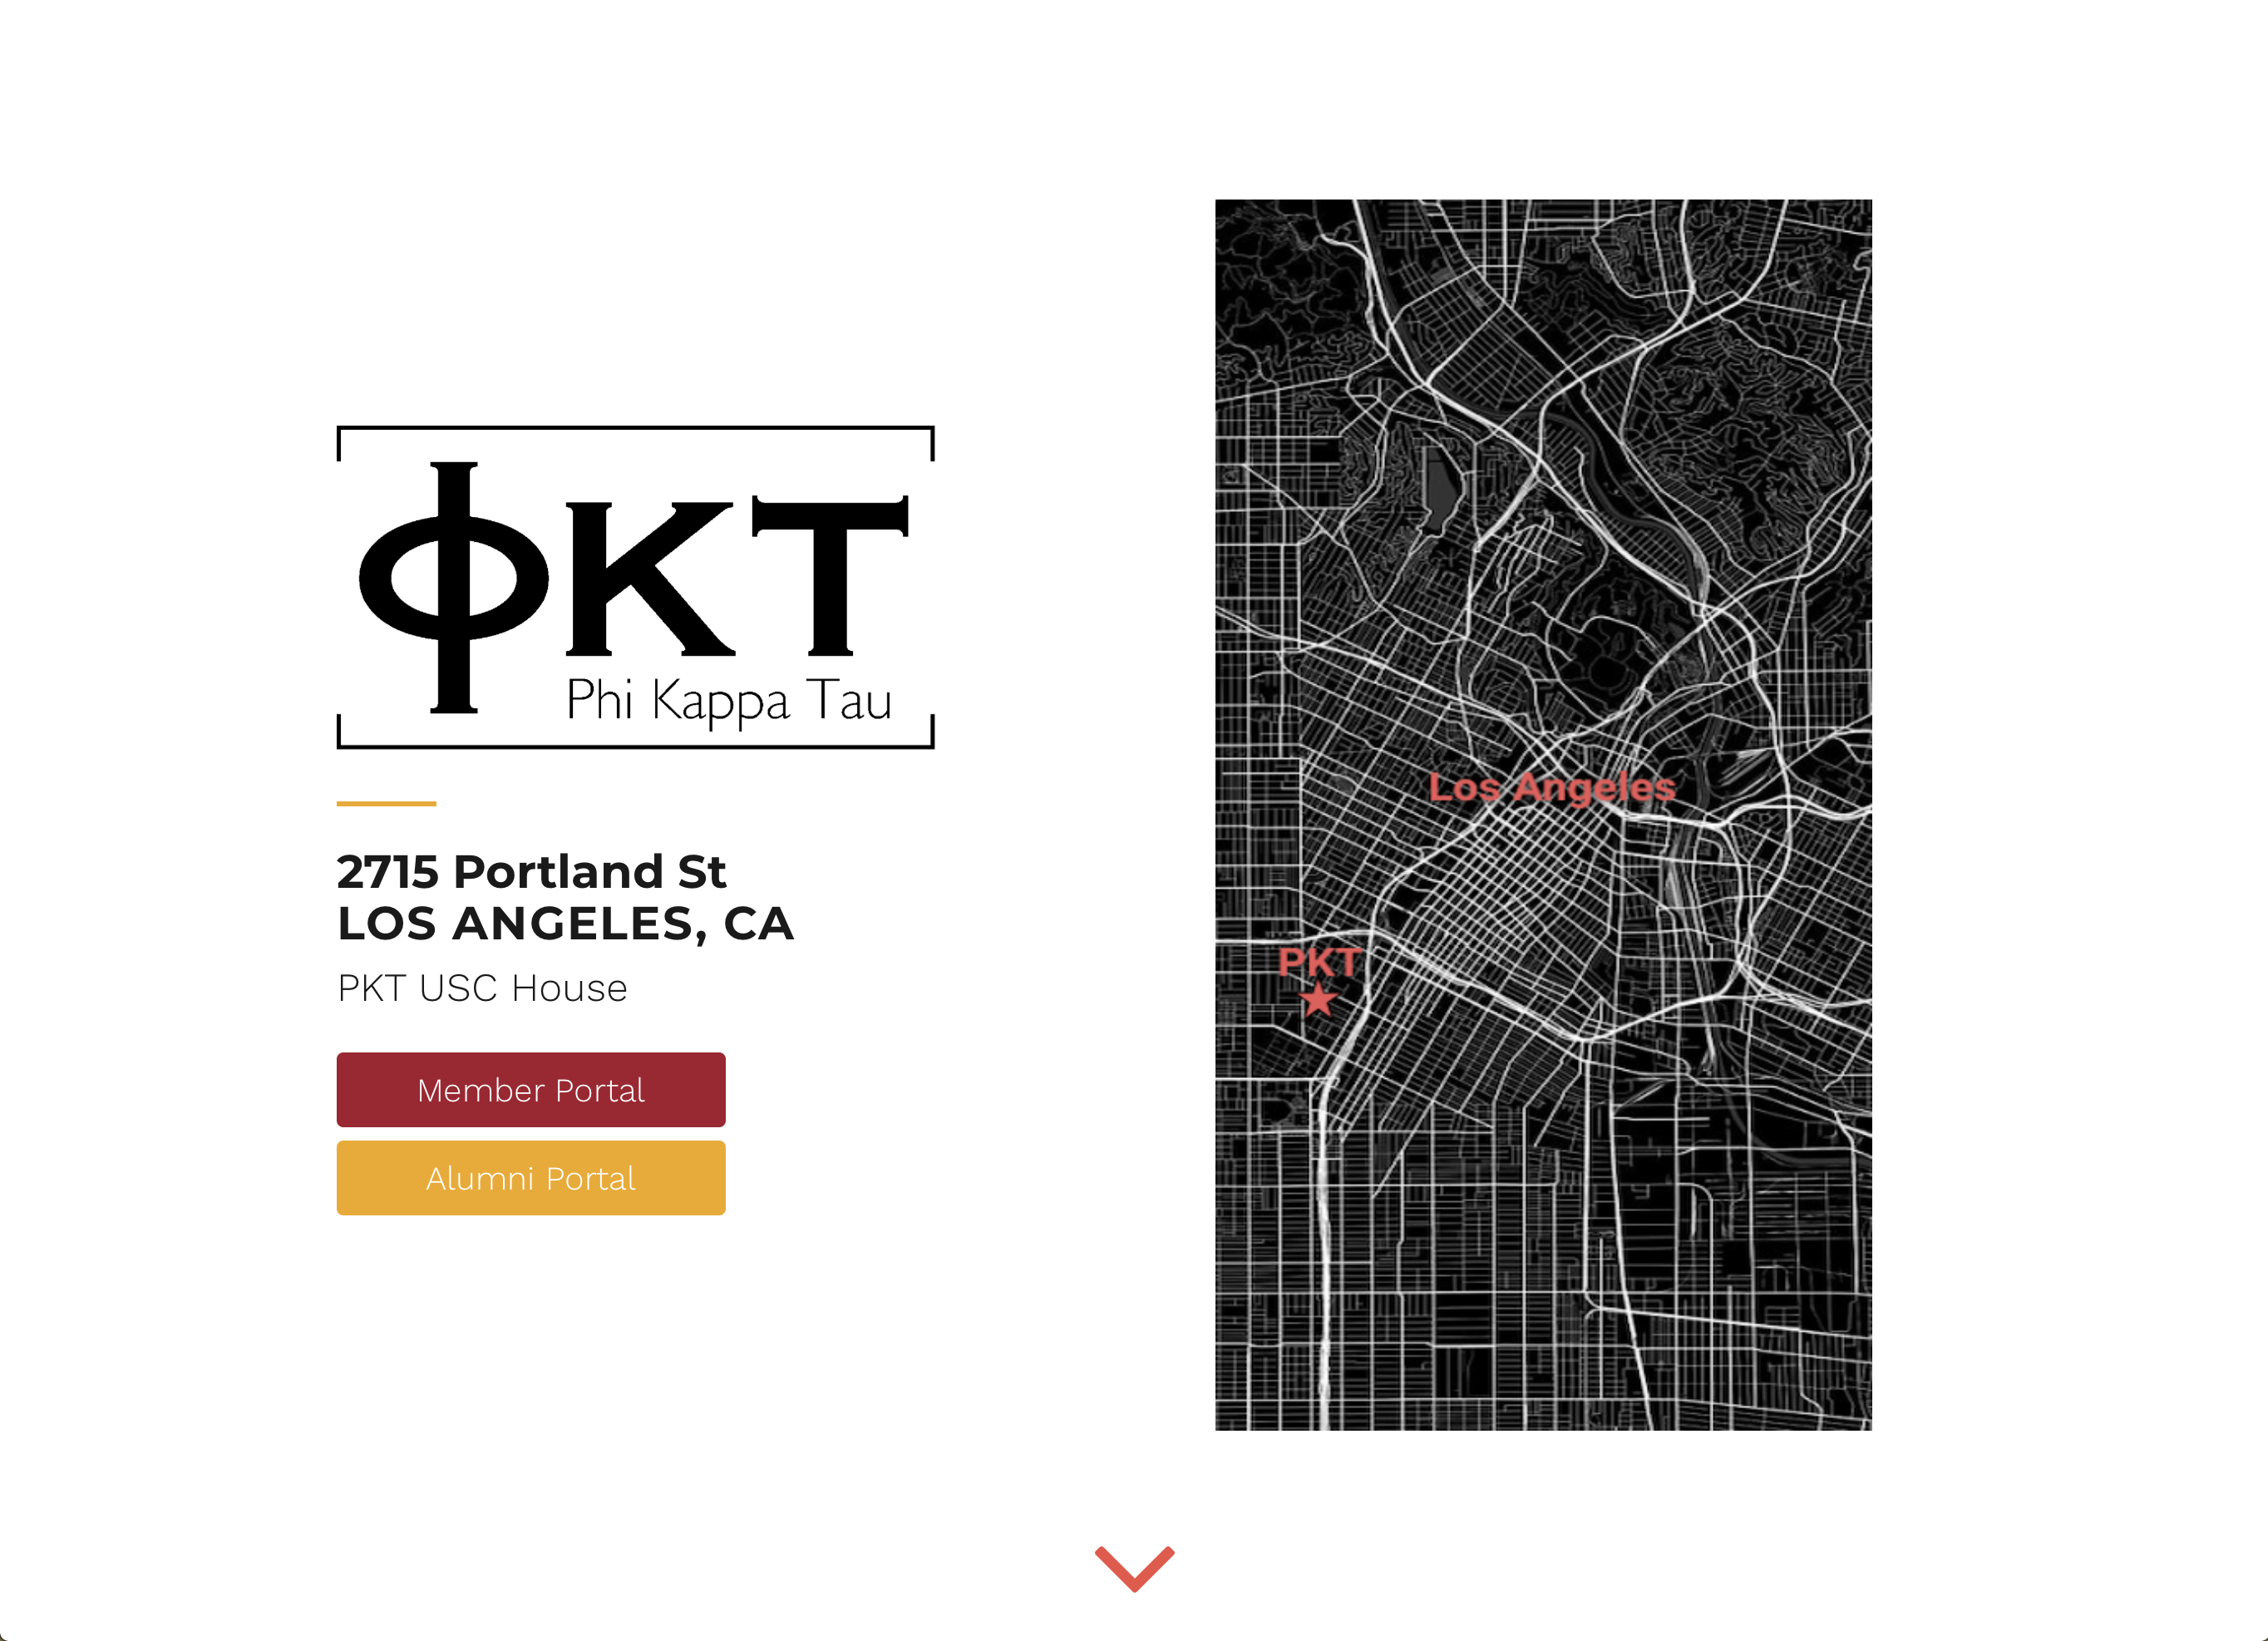 ΦΚΤ
Phi Kappa Tau
2715 Portland St
LOS ANGELES, CA
PKT USC House
Member Portal
Alumni Portal
Los Angeles
PKT